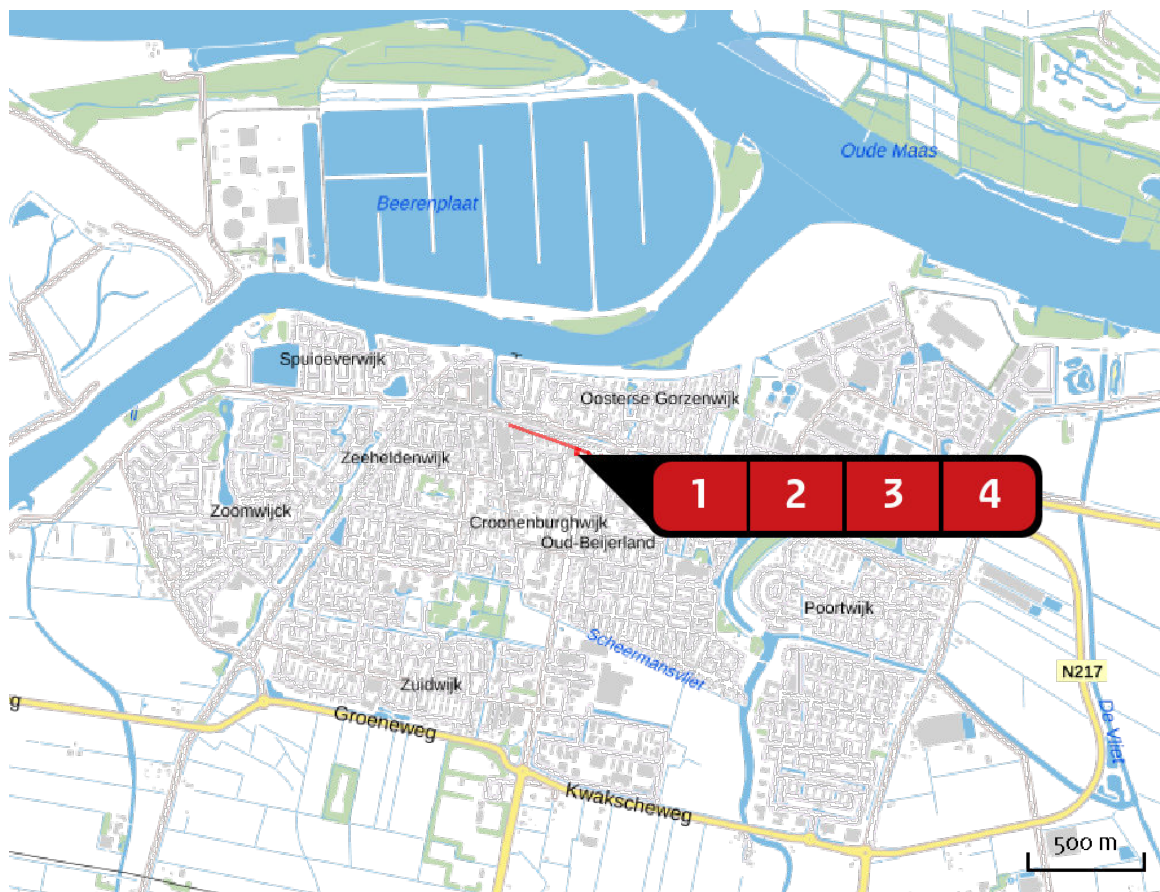 Oude Maas
Beerenplaat
Spuioeverwijk
Oosterse Gorzenwijk
Zeeheldenwijk
1 2 3 4
Zoomwijck
Croonenburghwijk
Oud-Beijerland
Poortwijk
Scheermansvliet
N217
Zuidwijk
g
Groeneweg
De Vliet
Kwakscheweg
500 m